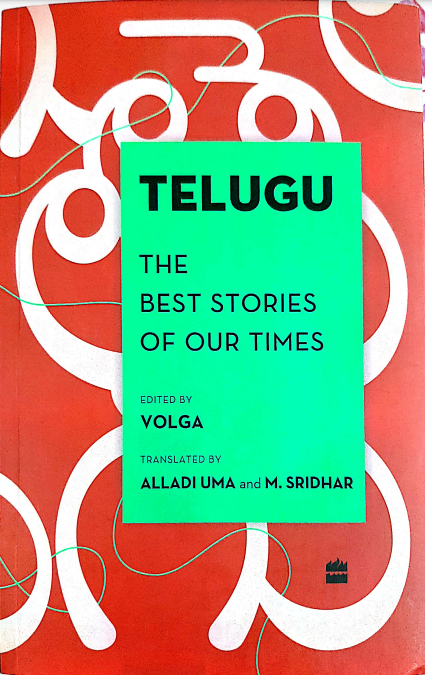 TELUGU
THE
BEST STORIES
OF OUR TIMES
EDITED BY
VOLGA
TRANSLATED BY
ALLADI UMA and M. SRIDHAR